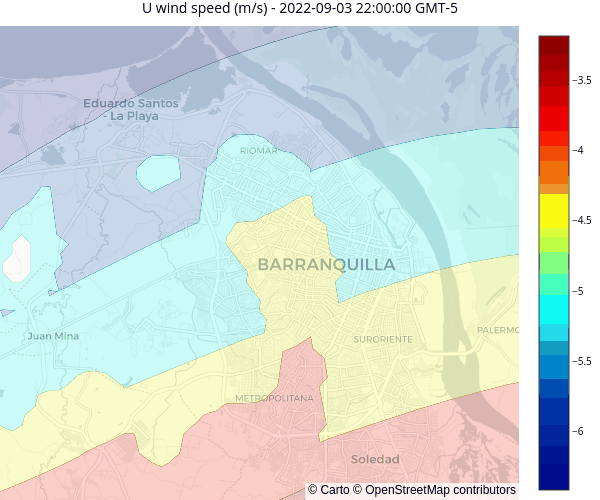 U wind speed (m/s) - 2022-09-03 22:00:00 GMT-5
Eduardo Santos
- La Playa
RIOMAR
BARRANQUILLA
Juan Mina
SURORIENTE
PALERMO
METROPOLITANA
Soledad
© Carto © OpenStreetMap contributors
−3.5
−4
−4.5
−5
−5.5
−6